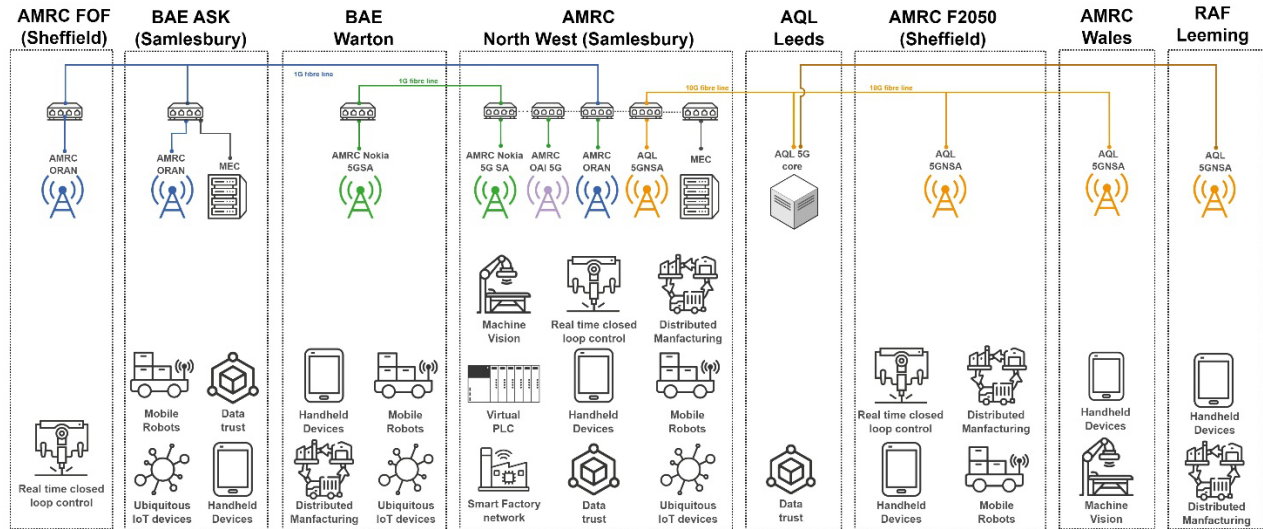 AMRC FOF
(Sheffield)
BAE ASK
(Samlesbury)
BAE
Warton
AMRC
North West (Samlesbury)
AQL
Leeds
AMRC F2050
(Sheffield)
AMRC
Wales
RAF
Leeming
1G fibre line
1G fibre line
10G fibre line
10G fibre line
AMRC
ORAN
AMRC
ORAN
MEC
AMRC Nokia
5GSA
AMRC Nokia
5G SA
AMRC
OAI 5G
AMRC
ORAN
AQL
5GNSA
MEC
AQL 5G
core
AQL
5GNSA
AQL
5GNSA
AQL
5GNSA
Real time closed
loop control
Mobile
Robots
Data
trust
Ubiquitous
IoT devices
Handheld
Devices
Handheld
Devices
Mobile
Robots
Distributed
Manfacturing
Ubiquitous
IoT devices
Machine
Vision
Real time closed
loop control
Distributed
Manfacturing
Virtual
PLC
Handheld
Devices
Mobile
Robots
Smart Factory
network
Data
trust
Ubiquitous
IoT devices
Data
trust
Real time closed
loop control
Distributed
Manfacturing
Handheld
Devices
Mobile
Robots
Handheld
Devices
Machine
Vision
Handheld
Devices
Distributed
Manfacturing